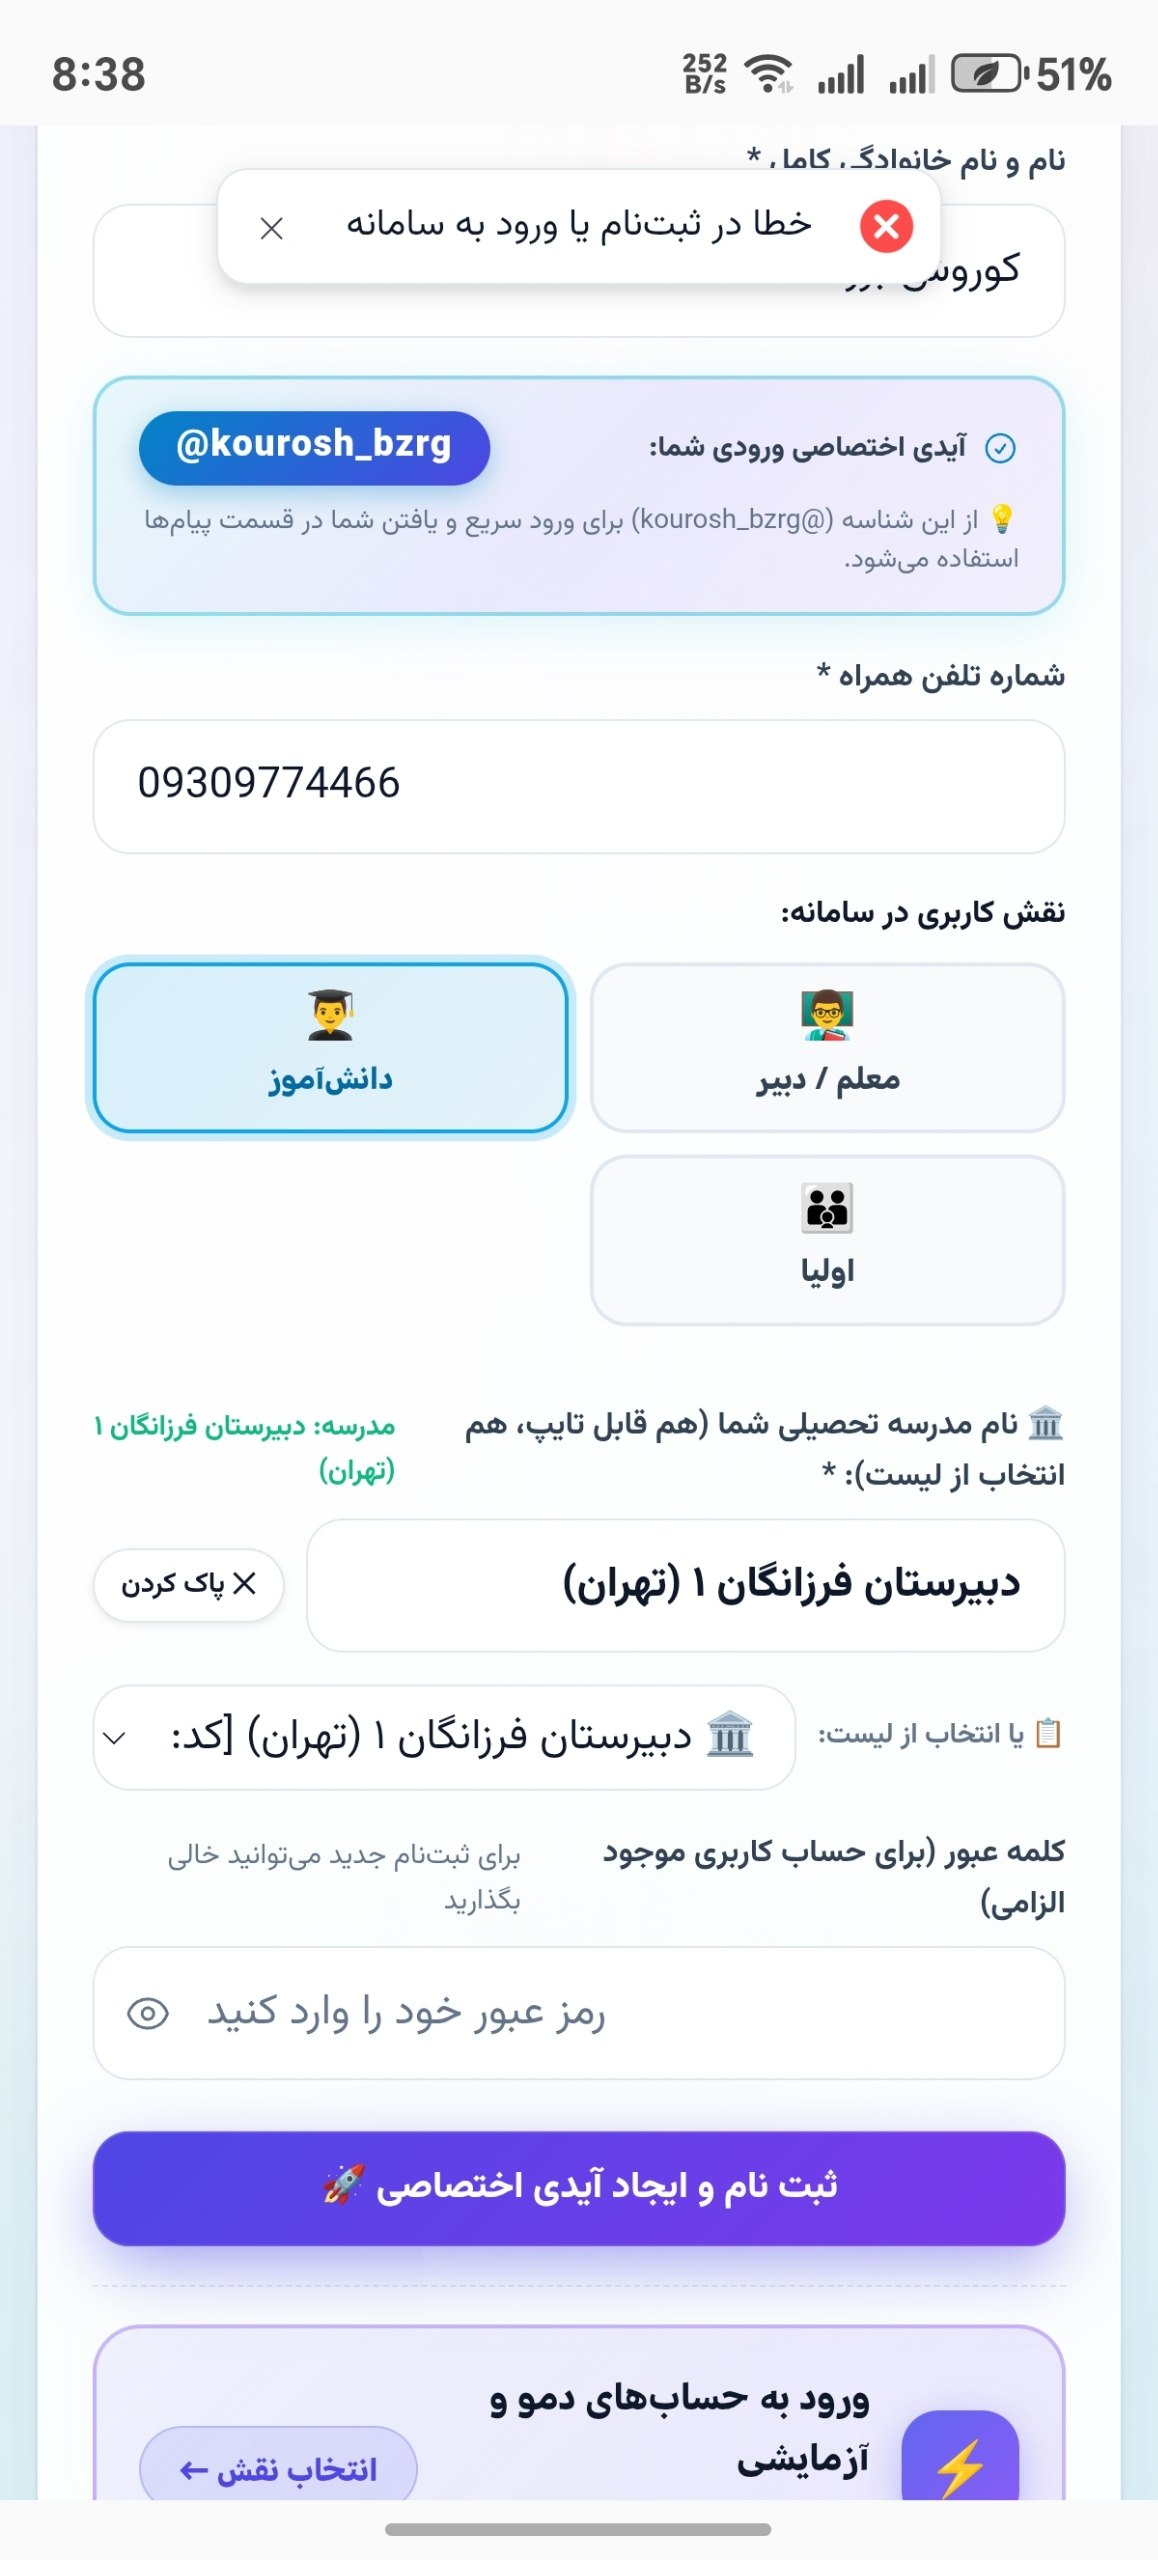 8:38
252 B/s
51%
نام و نام خانوادگی کامل *
خطا در ثبت‌نام یا ورود به سامانه
کوروش
آیدی اختصاصی ورودی شما:
@kourosh_bzrg
💡 از این شناسه (@kourosh_bzrg) برای ورود سریع و یافتن شما در قسمت پیام‌ها
استفاده می‌شود.
شماره تلفن همراه *
09309774466
نقش کاربری در سامانه:
معلم / دبیر
دانش‌آموز
اولیا
🏛️ نام مدرسه تحصیلی شما (هم قابل تایپ، هم
انتخاب از لیست): *
مدرسه: دبیرستان فرزانگان ۱
(تهران)
دبیرستان فرزانگان ۱ (تهران)
پاک کردن
📋 یا انتخاب از لیست:
🏛️ دبیرستان فرزانگان ۱ (تهران) [کد:
کلمه عبور (برای حساب کاربری موجود
الزامی)
برای ثبت‌نام جدید می‌توانید خالی
بگذارید
رمز عبور خود را وارد کنید
ثبت نام و ایجاد آیدی اختصاصی 🚀
ورود به حساب‌های دمو و
آزمایشی
انتخاب نقش ←